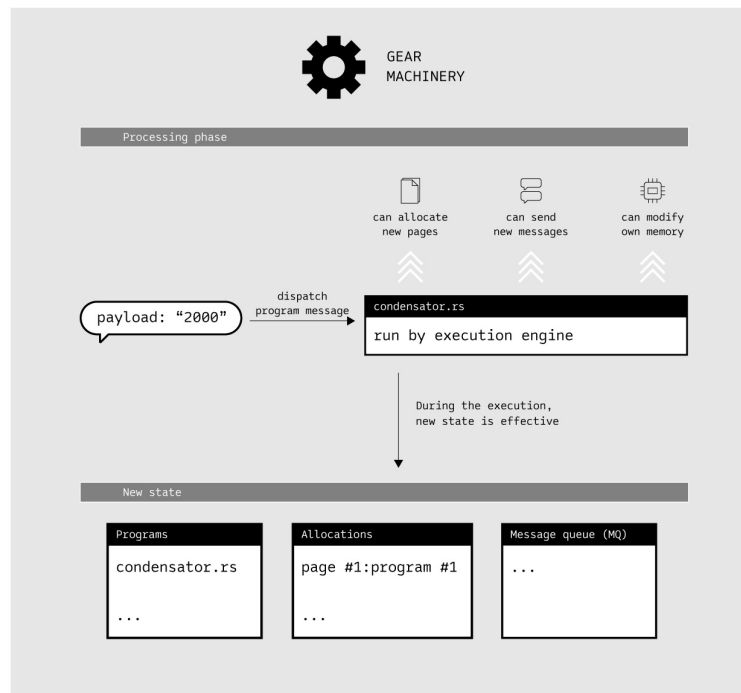 GEAR
MACHINERY
Processing phase
can allocate
new pages
can send
new messages
can modify
own memory
payload: “2000”
dispatch
program message
condensator.rs
run by execution engine
During the execution,
new state is effective
New state
Programs
condensator.rs
...
Allocations
page #1:program #1
...
Message queue (MQ)
...